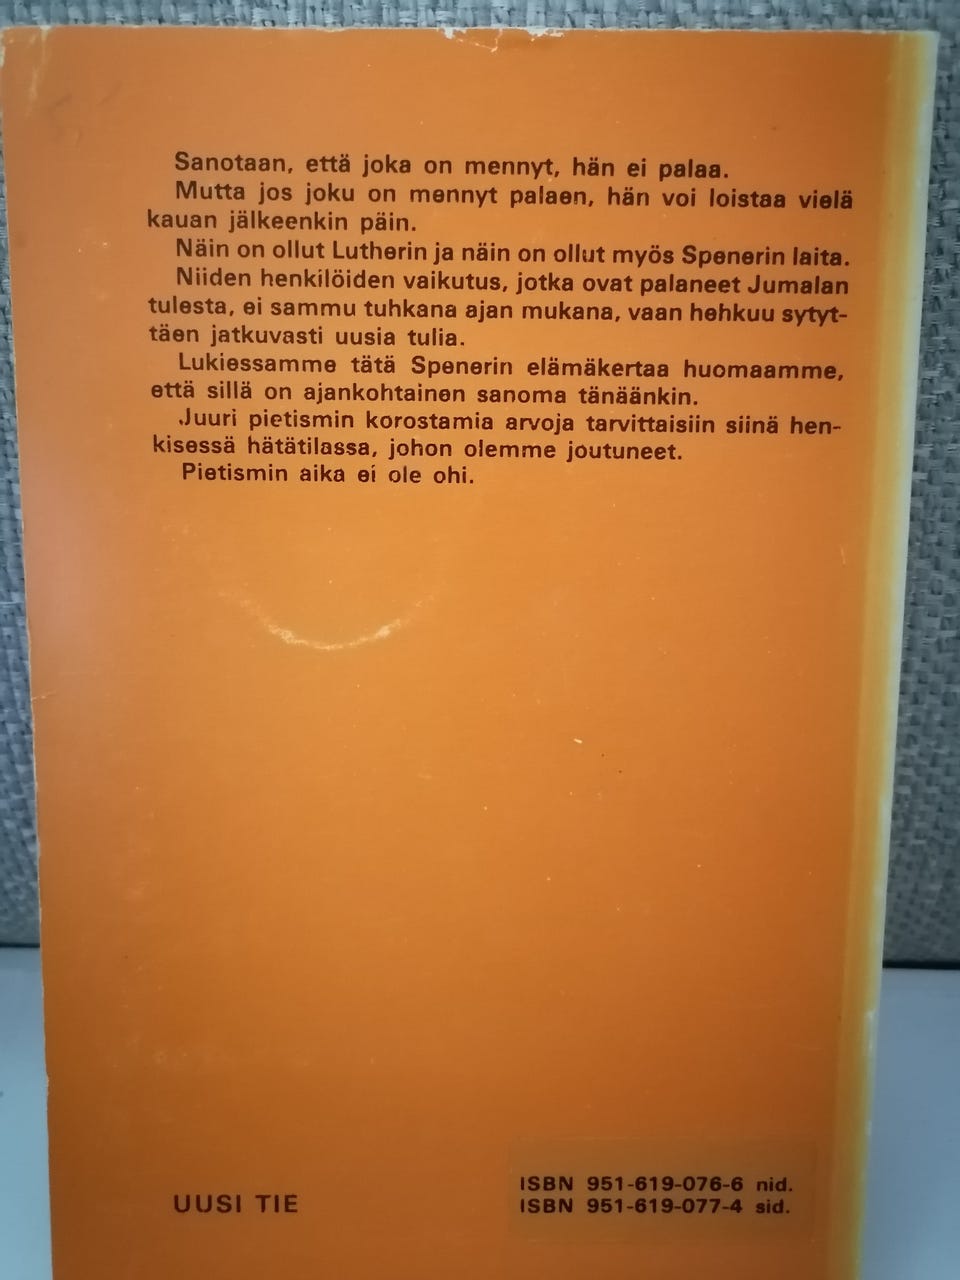 Sanotaan, että joka on mennyt, hän ei palaa.
Mutta jos joku on mennyt palaen, hän voi loistaa vielä
kauan jälkeenkin päin.
Näin on ollut Lutherin ja näin on ollut myös Spenerin laita.
Niiden henkilöiden vaikutus, jotka ovat palaneet Jumalan
tulesta, ei sammu tuhkana ajan mukana, vaan hehkuu sytyt-
täen jatkuvasti uusia tulia.
Lukiessamme tätä Spenerin elämäkertaa huomaamme,
että sillä on ajankohtainen sanoma tänäänkin.
Juuri pietismin korostamia arvoja tarvittaisiin siinä hen-
kisessä hätätilassa, johon olemme joutuneet.
Pietismin aika ei ole ohi.
UUSI TIE
ISBN 951-619-076-6 nid.
ISBN 951-619-077-4 sid.